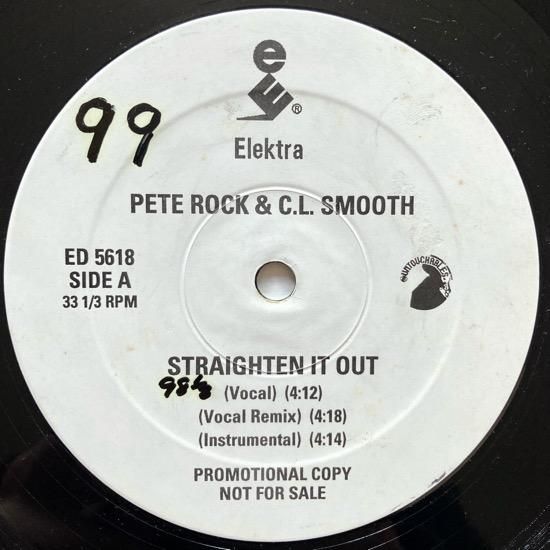 99
e
®
Elektra
PETE ROCK & C.L. SMOOTH
ED 5618
SIDE A
33 1/3 RPM
UNTOUCHABLES
STRAIGHTEN IT OUT
(Vocal) (4:12)
(Vocal Remix) (4:18)
(Instrumental) (4:14)
PROMOTIONAL COPY
NOT FOR SALE